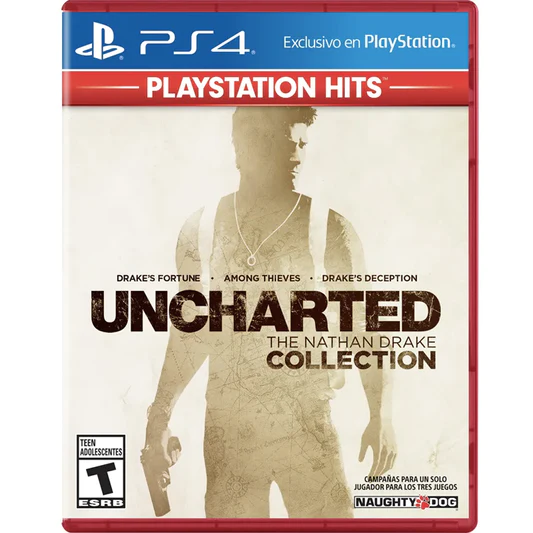 PS4
Exclusivo en PlayStation®
PLAYSTATION HITS™
DRAKE'S FORTUNE • AMONG THIEVES • DRAKE'S DECEPTION
UNCHARTED
THE NATHAN DRAKE
COLLECTION
TEEN
ADOLESCENTES
T
ESRB
CAMPAÑAS PARA UN SOLO
JUGADOR PARA LOS TRES JUEGOS
NAUGHTY DOG